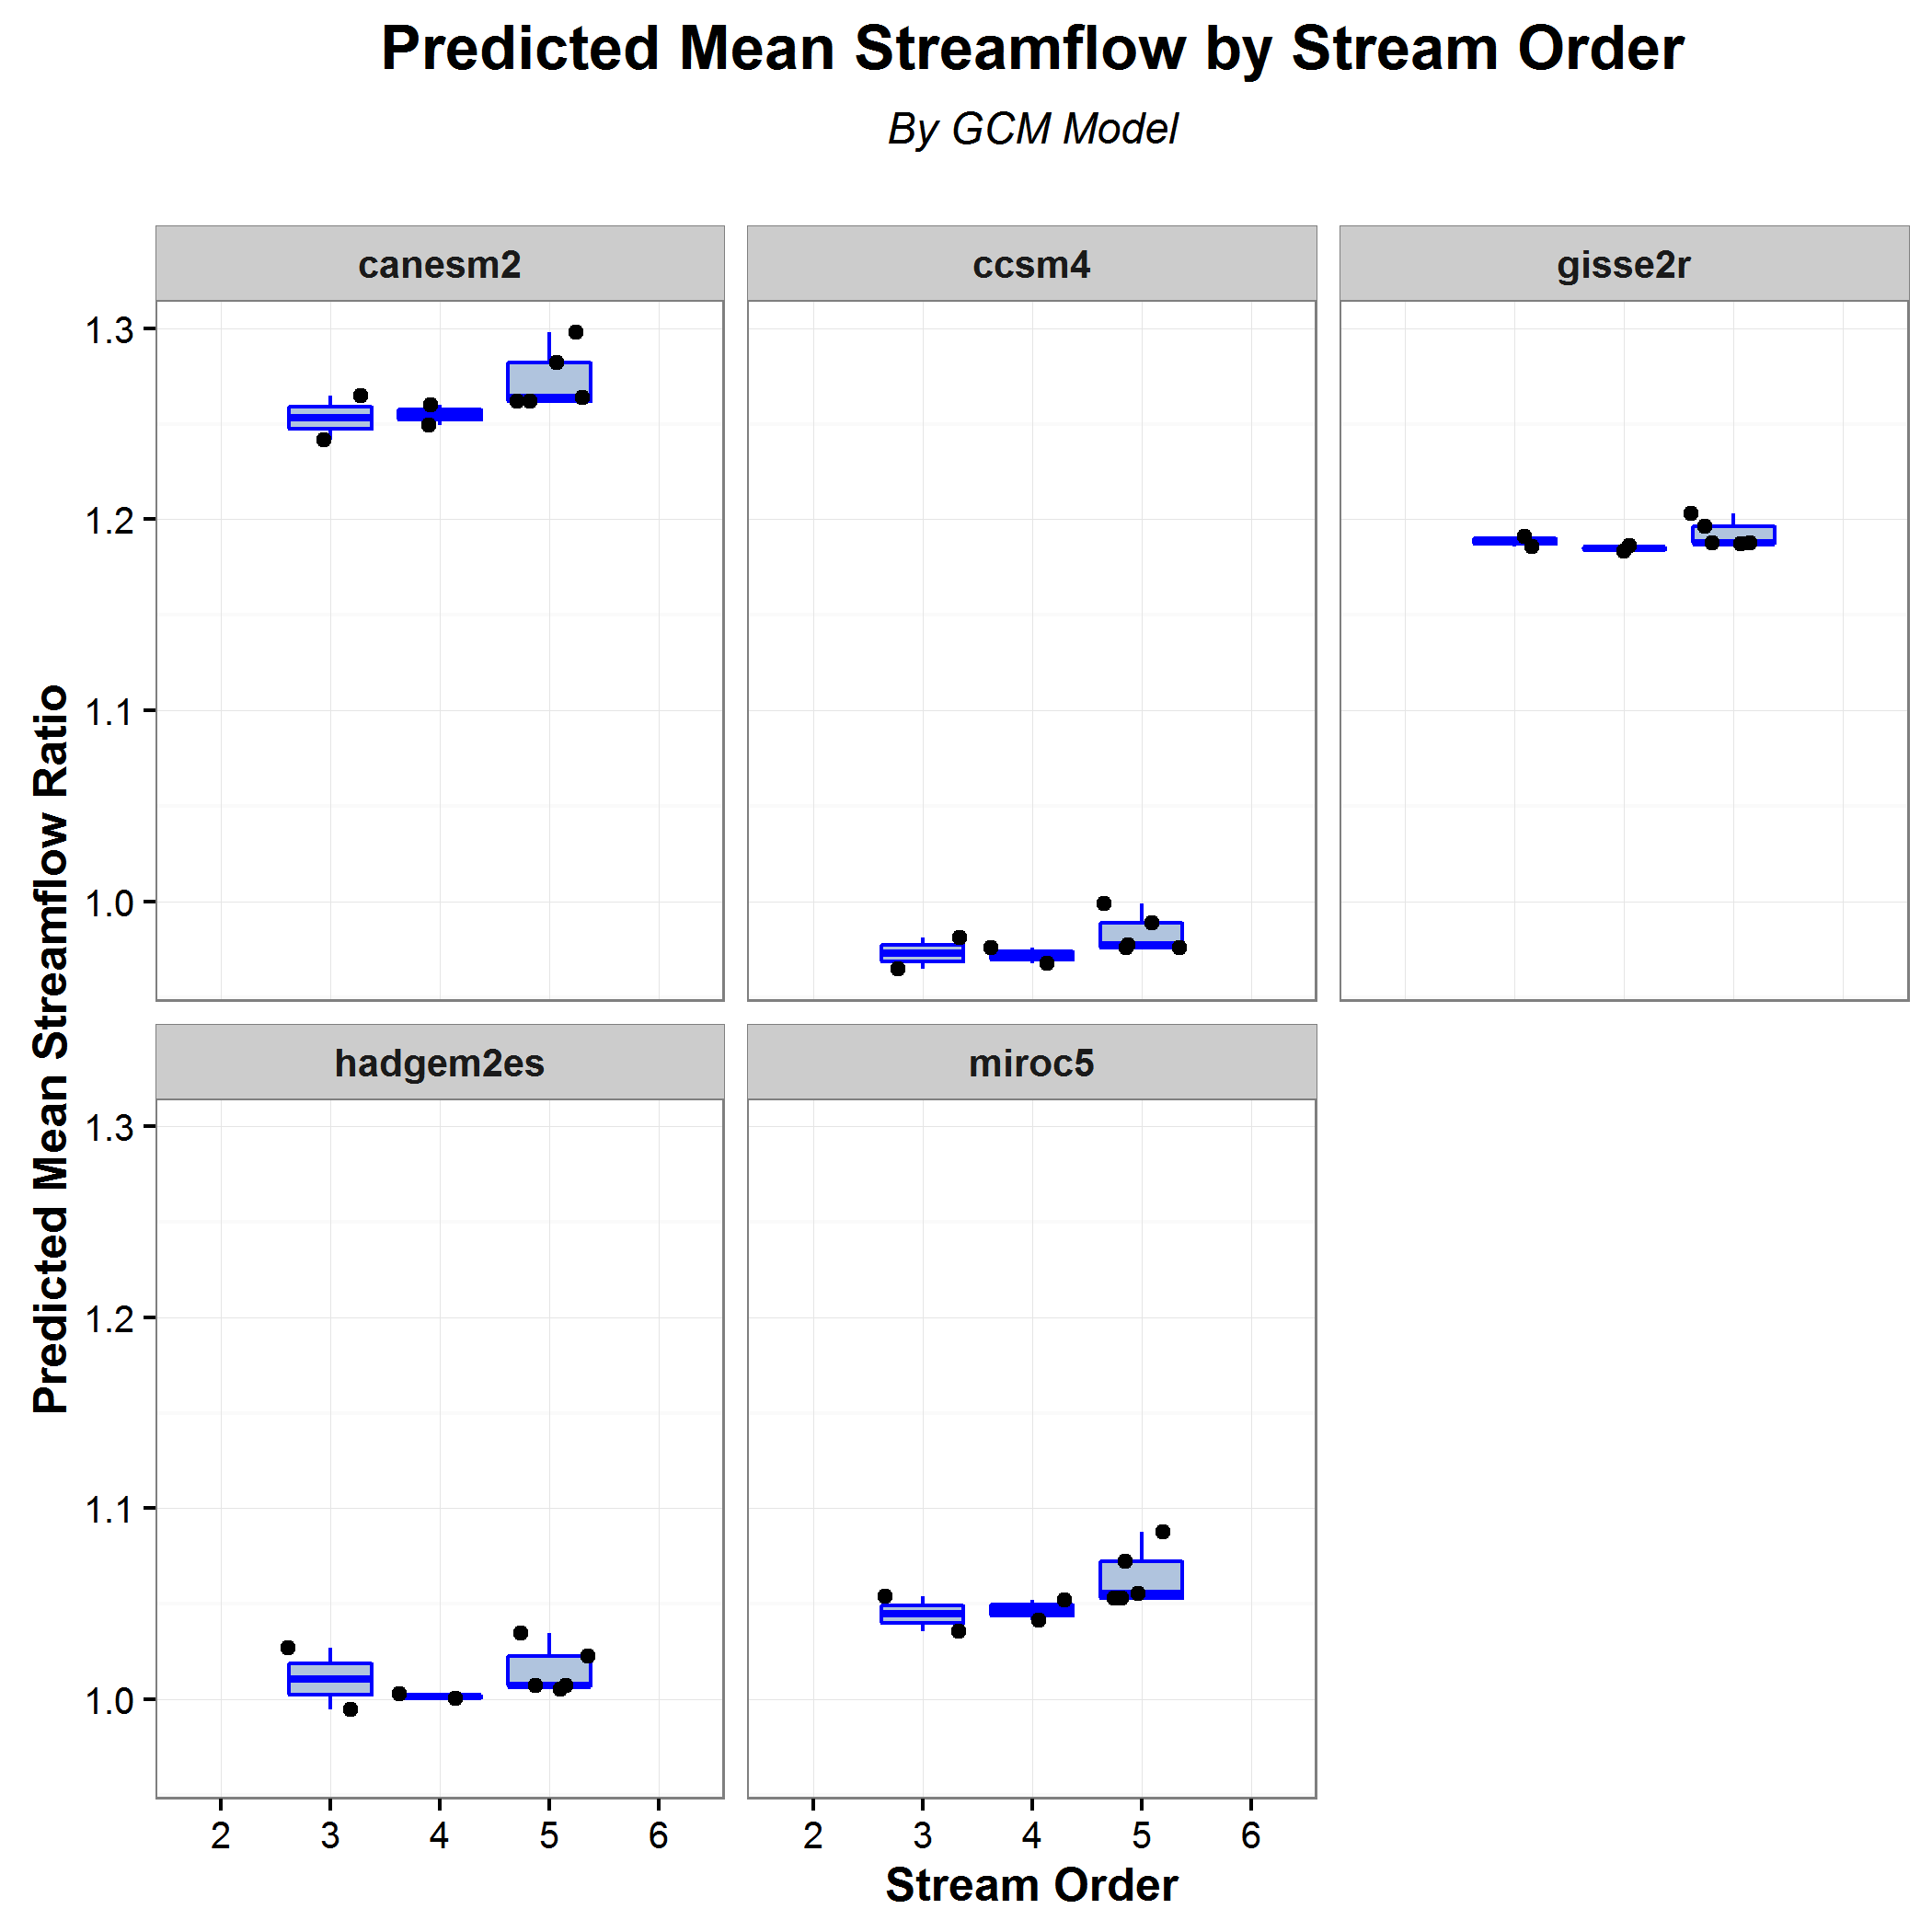 Predicted Mean Streamflow by Stream Order
By GCM Model
canesm2
ccsm4
gisse2r
1.3
1.2
1.1
1.0
hadgem2es
miroc5
1.3
1.2
1.1
1.0
2 3 4 5 6
2 3 4 5 6
Stream Order
Predicted Mean Streamflow Ratio